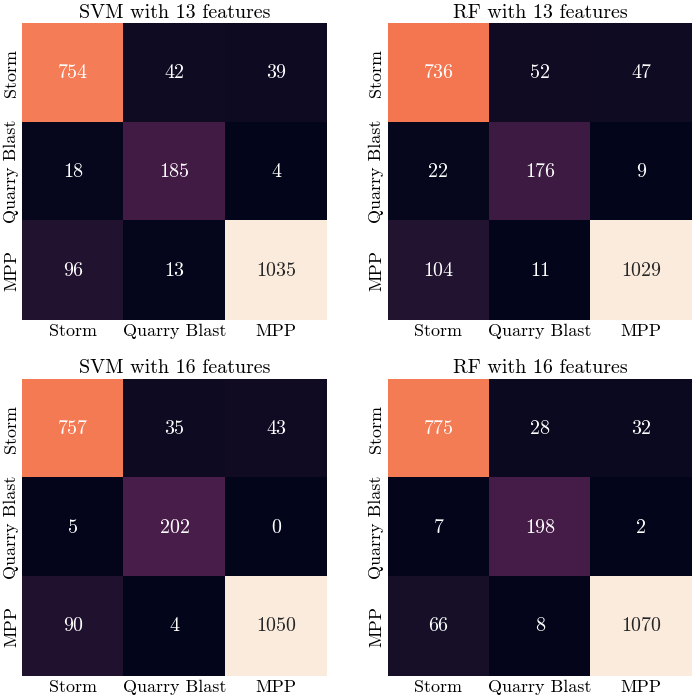 SVM with 13 features
Storm 754 42 39
Quarry Blast 18 185 4
MPP 96 13 1035
Storm Quarry Blast MPP
RF with 13 features
Storm 736 52 47
Quarry Blast 22 176 9
MPP 104 11 1029
Storm Quarry Blast MPP
SVM with 16 features
Storm 757 35 43
Quarry Blast 5 202 0
MPP 90 4 1050
Storm Quarry Blast MPP
RF with 16 features
Storm 775 28 32
Quarry Blast 7 198 2
MPP 66 8 1070
Storm Quarry Blast MPP